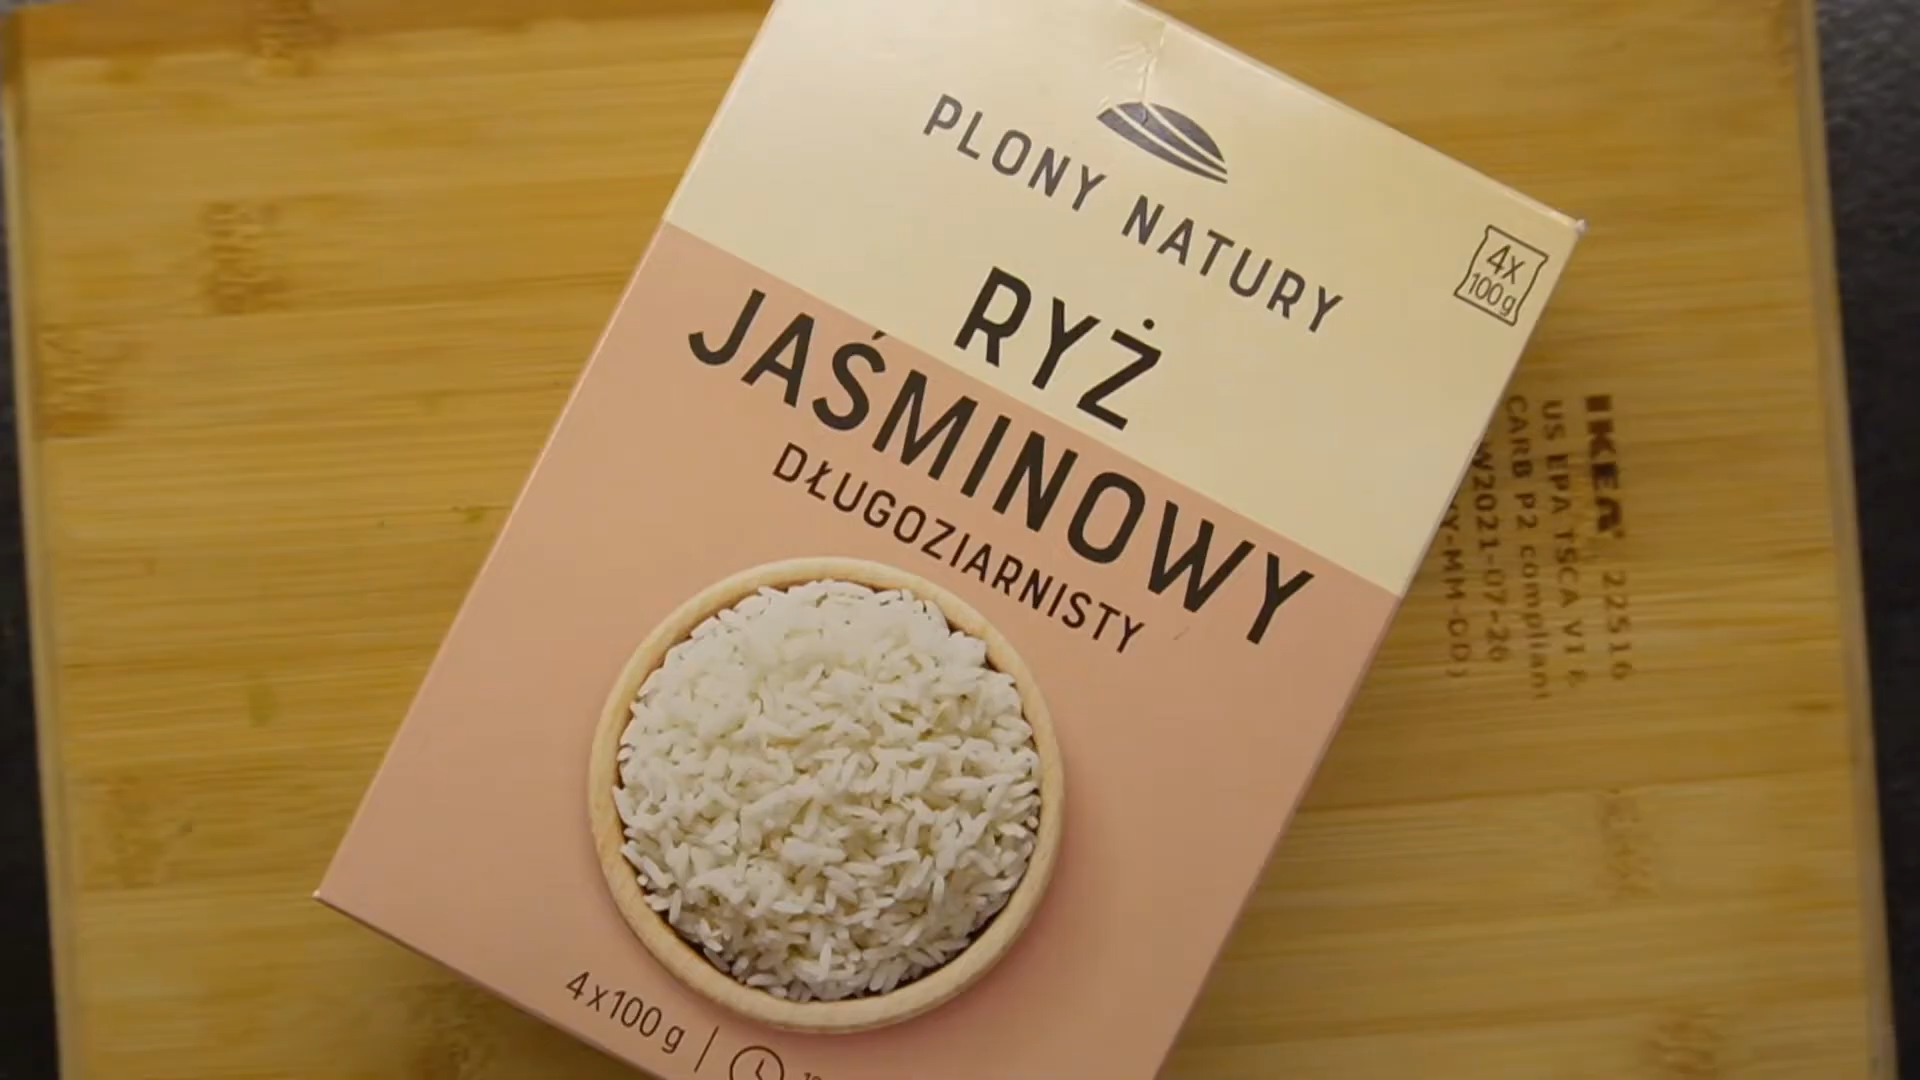 PLONY NATURY
4x
100g
RYŻ
JAŚMINOWY
DŁUGOZIARNISTY
4x100 g
IKEA® 22516
US EPA TSCA VI &
CARB P2 compliant
W2021-07-26